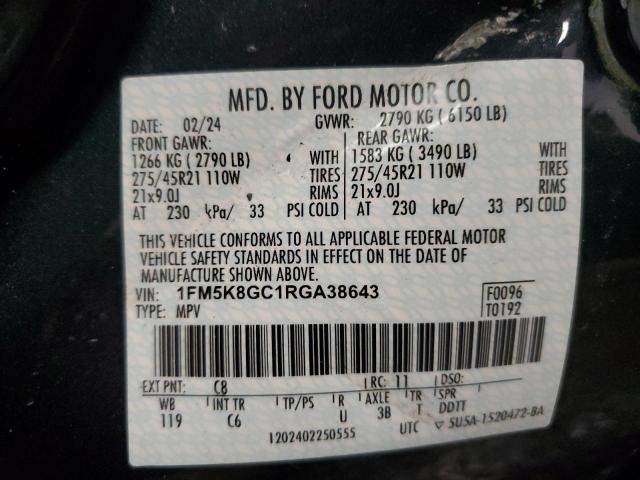 MFD. BY FORD MOTOR CO.
DATE: 02/24 GVWR: 2790 KG ( 6150 LB)
FRONT GAWR: REAR GAWR:
1266 KG ( 2790 LB) WITH 1583 KG ( 3490 LB) WITH
275/45R21 110W TIRES 275/45R21 110W TIRES
21x9.0J RIMS 21x9.0J RIMS
AT 230 kPa/ 33 PSI COLD AT 230 kPa/ 33 PSI COLD
THIS VEHICLE CONFORMS TO ALL APPLICABLE FEDERAL MOTOR
VEHICLE SAFETY STANDARDS IN EFFECT ON THE DATE OF
MANUFACTURE SHOWN ABOVE.
VIN: 1FM5K8GC1RGA38643 F0096
TYPE: MPV T0192
EXT PNT: C8 RC: 11 DSO:
WB INT TR TP/PS R AXLE TR SPR
119 C6 U 3B T DDTT
1202402250555 UTC ▽ 5U5A-1520472-BA